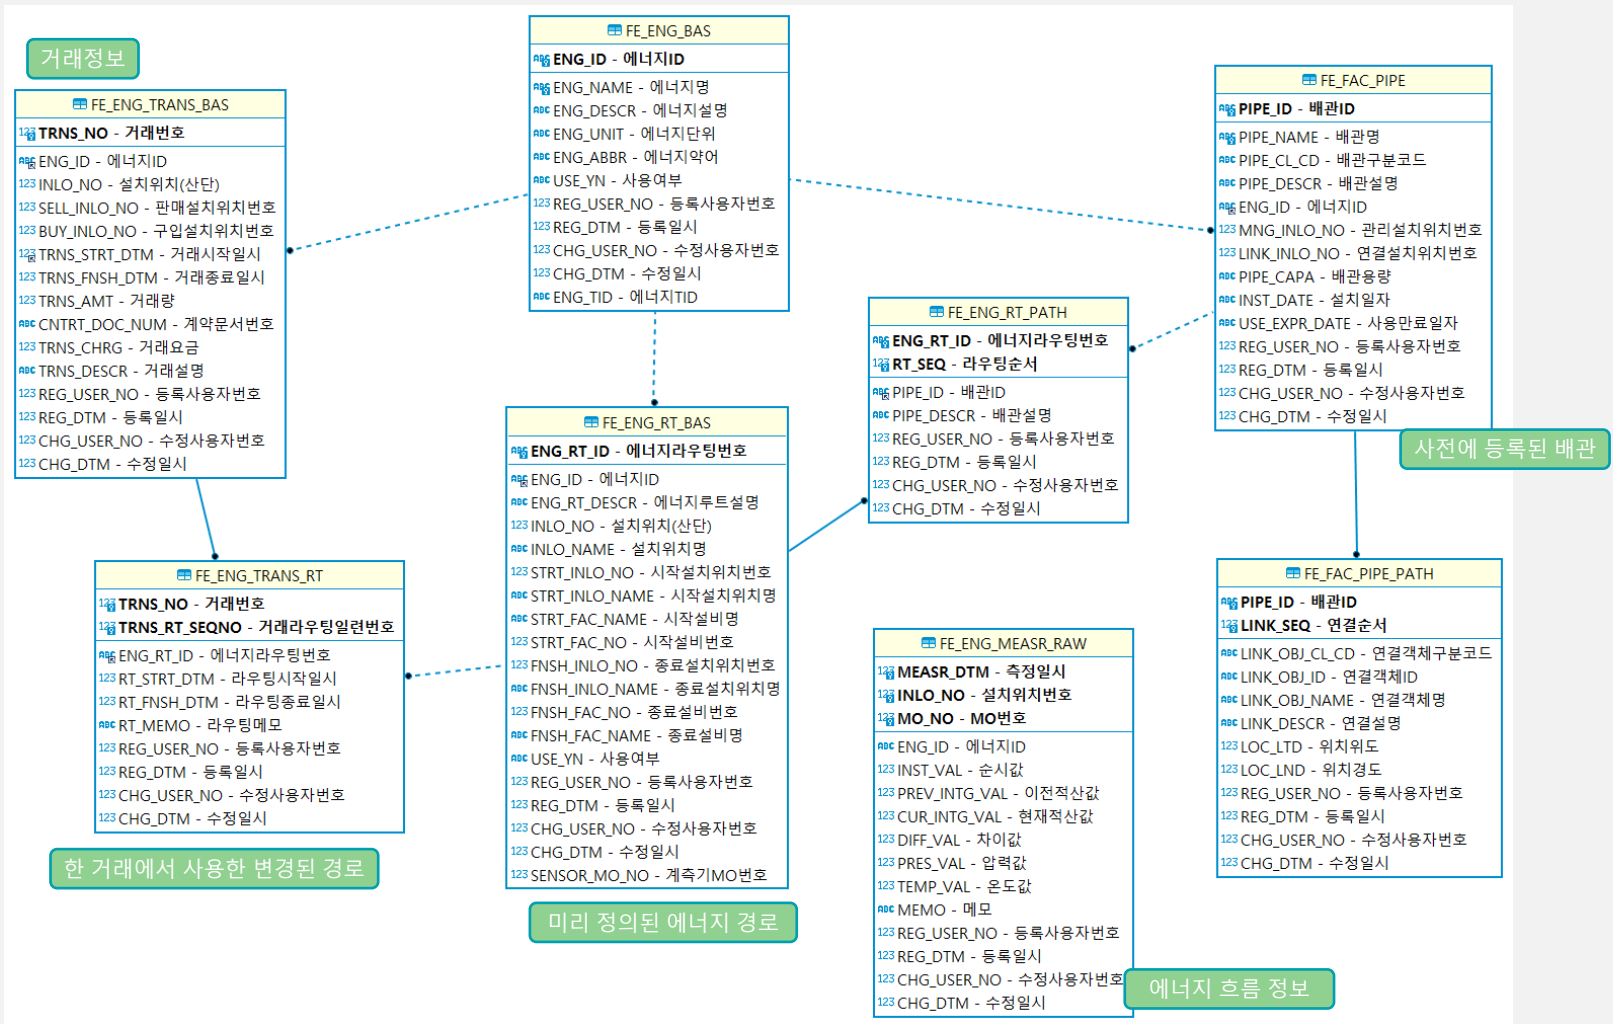 거래정보
FE_ENG_TRANS_BAS
TRNS_NO - 거래번호
ENG_ID - 에너지ID
INLO_NO - 설치위치(산단)
SELL_INLO_NO - 판매설치위치번호
BUY_INLO_NO - 구입설치위치번호
TRNS_STRT_DTM - 거래시작일시
TRNS_FNSH_DTM - 거래종료일시
TRNS_AMT - 거래량
CNTRT_DOC_NUM - 계약문서번호
TRNS_CHRG - 거래요금
TRNS_DESCR - 거래설명
REG_USER_NO - 등록사용자번호
REG_DTM - 등록일시
CHG_USER_NO - 수정사용자번호
CHG_DTM - 수정일시
FE_ENG_TRANS_RT
TRNS_NO - 거래번호
TRNS_RT_SEQNO - 거래라우팅일련번호
ENG_RT_ID - 에너지라우팅번호
RT_STRT_DTM - 라우팅시작일시
RT_FNSH_DTM - 라우팅종료일시
RT_MEMO - 라우팅메모
REG_USER_NO - 등록사용자번호
REG_DTM - 등록일시
CHG_USER_NO - 수정사용자번호
CHG_DTM - 수정일시
한 거래에서 사용한 변경된 경로
FE_ENG_BAS
ENG_ID - 에너지ID
ENG_NAME - 에너지명
ENG_DESCR - 에너지설명
ENG_UNIT - 에너지단위
ENG_ABBR - 에너지약어
USE_YN - 사용여부
REG_USER_NO - 등록사용자번호
REG_DTM - 등록일시
CHG_USER_NO - 수정사용자번호
CHG_DTM - 수정일시
ENG_TID - 에너지TID
FE_ENG_RT_BAS
ENG_RT_ID - 에너지라우팅번호
ENG_ID - 에너지ID
ENG_RT_DESCR - 에너지루트설명
INLO_NO - 설치위치(산단)
INLO_NAME - 설치위치명
STRT_INLO_NO - 시작설치위치번호
STRT_INLO_NAME - 시작설치위치명
STRT_FAC_NAME - 시작설비명
STRT_FAC_NO - 시작설비번호
FNSH_INLO_NO - 종료설치위치번호
FNSH_INLO_NAME - 종료설치위치명
FNSH_FAC_NO - 종료설비번호
FNSH_FAC_NAME - 종료설비명
USE_YN - 사용여부
REG_USER_NO - 등록사용자번호
REG_DTM - 등록일시
CHG_USER_NO - 수정사용자번호
CHG_DTM - 수정일시
SENSOR_MO_NO - 계측기MO번호
미리 정의된 에너지 경로
FE_ENG_RT_PATH
ENG_RT_ID - 에너지라우팅번호
RT_SEQ - 라우팅순서
PIPE_ID - 배관ID
PIPE_DESCR - 배관설명
REG_USER_NO - 등록사용자번호
REG_DTM - 등록일시
CHG_USER_NO - 수정사용자번호
CHG_DTM - 수정일시
FE_ENG_MEASR_RAW
MEASR_DTM - 측정일시
INLO_NO - 설치위치번호
MO_NO - MO번호
ENG_ID - 에너지ID
INST_VAL - 순시값
PREV_INTG_VAL - 이전적산값
CUR_INTG_VAL - 현재적산값
DIFF_VAL - 차이값
PRES_VAL - 압력값
TEMP_VAL - 온도값
MEMO - 메모
REG_USER_NO - 등록사용자번호
REG_DTM - 등록일시
CHG_USER_NO - 수정사용자번호
CHG_DTM - 수정일시
에너지 흐름 정보
FE_FAC_PIPE
PIPE_ID - 배관ID
PIPE_NAME - 배관명
PIPE_CL_CD - 배관구분코드
PIPE_DESCR - 배관설명
ENG_ID - 에너지ID
MNG_INLO_NO - 관리설치위치번호
LINK_INLO_NO - 연결설치위치번호
PIPE_CAPA - 배관용량
INST_DATE - 설치일자
USE_EXPR_DATE - 사용만료일자
REG_USER_NO - 등록사용자번호
REG_DTM - 등록일시
CHG_USER_NO - 수정사용자번호
CHG_DTM - 수정일시
사전에 등록된 배관
FE_FAC_PIPE_PATH
PIPE_ID - 배관ID
LINK_SEQ - 연결순서
LINK_OBJ_CL_CD - 연결객체구분코드
LINK_OBJ_ID - 연결객체ID
LINK_OBJ_NAME - 연결객체명
LINK_DESCR - 연결설명
LOC_LTD - 위치위도
LOC_LND - 위치경도
REG_USER_NO - 등록사용자번호
REG_DTM - 등록일시
CHG_USER_NO - 수정사용자번호
CHG_DTM - 수정일시